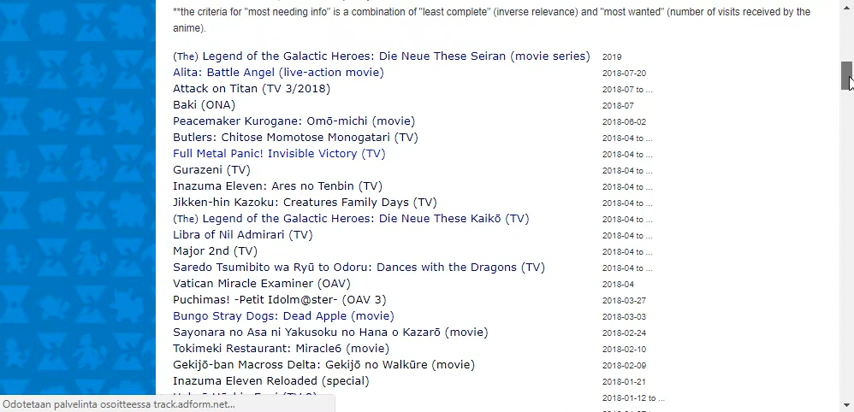 **the criteria for "most needing info" is a combination of "least complete" (inverse relevance) and "most wanted" (number of visits received by the
anime).
(The) Legend of the Galactic Heroes: Die Neue These Seiran (movie series) 2019
Alita: Battle Angel (live-action movie) 2018-07-20
Attack on Titan (TV 3/2018) 2018-07 to ...
Baki (ONA) 2018-07
Peacemaker Kurogane: Omō-michi (movie) 2018-06-02
Butlers: Chitose Momotose Monogatari (TV) 2018-04 to ...
Full Metal Panic! Invisible Victory (TV) 2018-04 to ...
Gurazeni (TV) 2018-04 to ...
Inazuma Eleven: Ares no Tenbin (TV) 2018-04 to ...
Jikken-hin Kazoku: Creatures Family Days (TV) 2018-04 to ...
(The) Legend of the Galactic Heroes: Die Neue These Kaikō (TV) 2018-04 to ...
Libra of Nil Admirari (TV) 2018-04 to ...
Major 2nd (TV) 2018-04 to ...
Saredo Tsumibito wa Ryū to Odoru: Dances with the Dragons (TV) 2018-04 to ...
Vatican Miracle Examiner (OAV) 2018-04
Puchimas! -Petit Idolm@ster- (OAV 3) 2018-03-27
Bungo Stray Dogs: Dead Apple (movie) 2018-03-03
Sayonara no Asa ni Yakusoku no Hana o Kazarō (movie) 2018-02-24
Tokimeki Restaurant: Miracle6 (movie) 2018-02-10
Gekijō-ban Macross Delta: Gekijō no Walküre (movie) 2018-02-09
Inazuma Eleven Reloaded (special) 2018-01-21
2018-01-12 to ...
Odotetaan palvelinta osoitteessa track.adform.net...